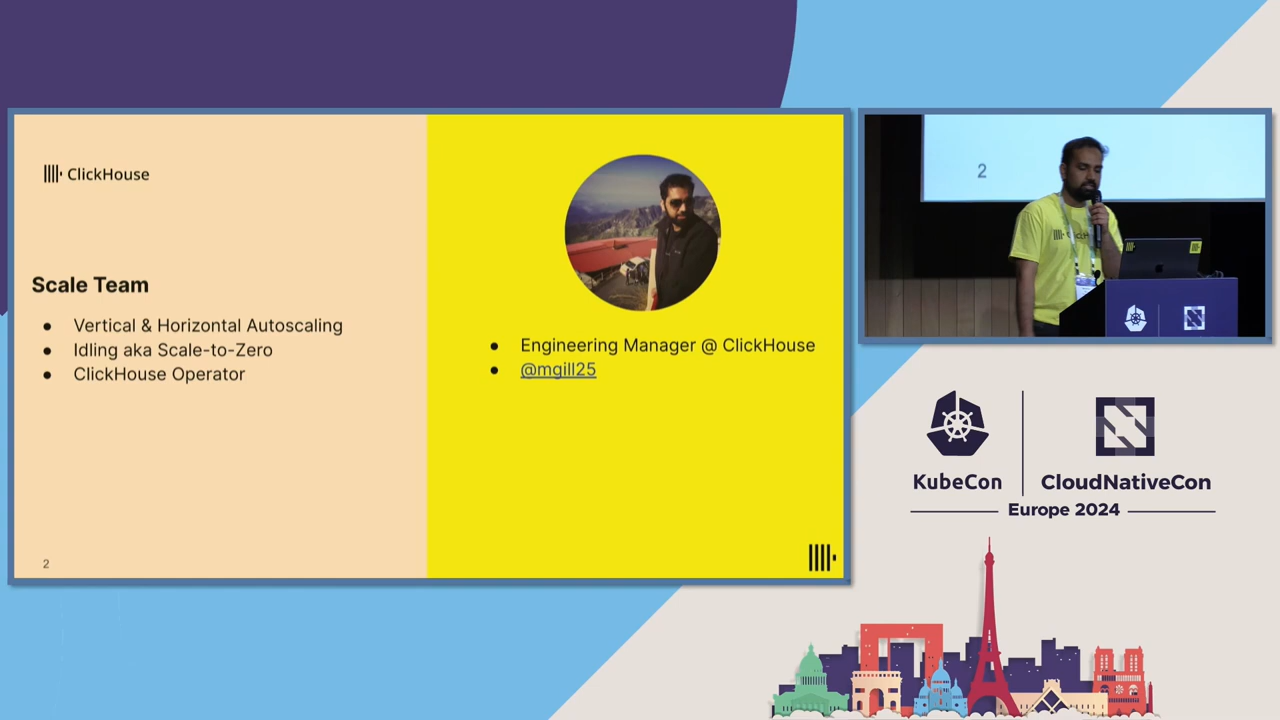 ClickHouse
Scale Team
● Vertical & Horizontal Autoscaling
● Idling aka Scale-to-Zero
● ClickHouse Operator
2
● Engineering Manager @ ClickHouse
● @mgill25
2
KubeCon
CloudNativeCon
Europe 2024